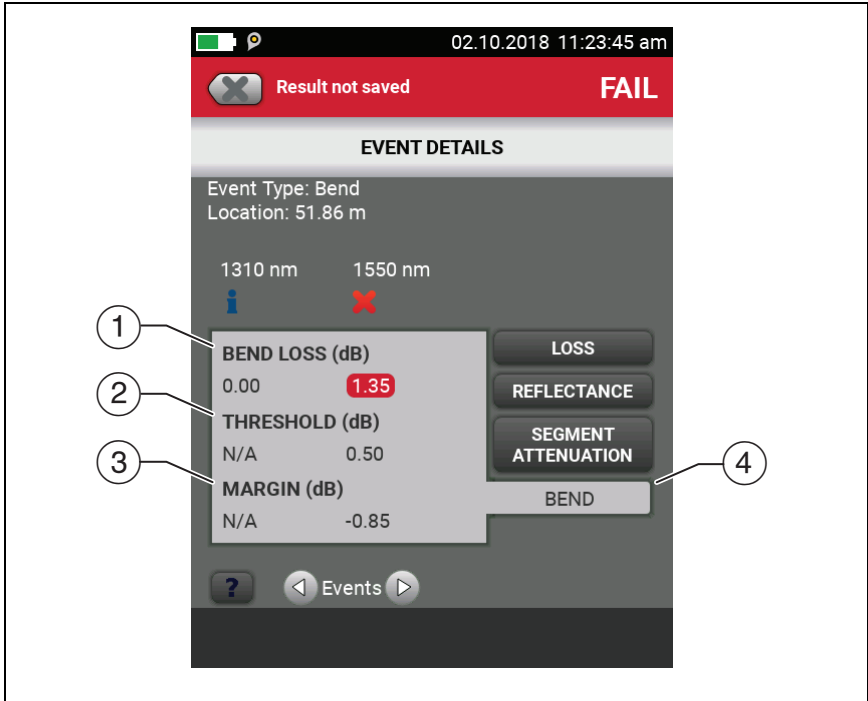 02.10.2018 11:23:45 am
Result not saved FAIL
EVENT DETAILS
Event Type: Bend
Location: 51.86 m
1310 nm 1550 nm
1
BEND LOSS (dB)
0.00 1.35
2
THRESHOLD (dB)
N/A 0.50
3
MARGIN (dB)
N/A -0.85
LOSS
REFLECTANCE
SEGMENT
ATTENUATION
4
BEND
? Events